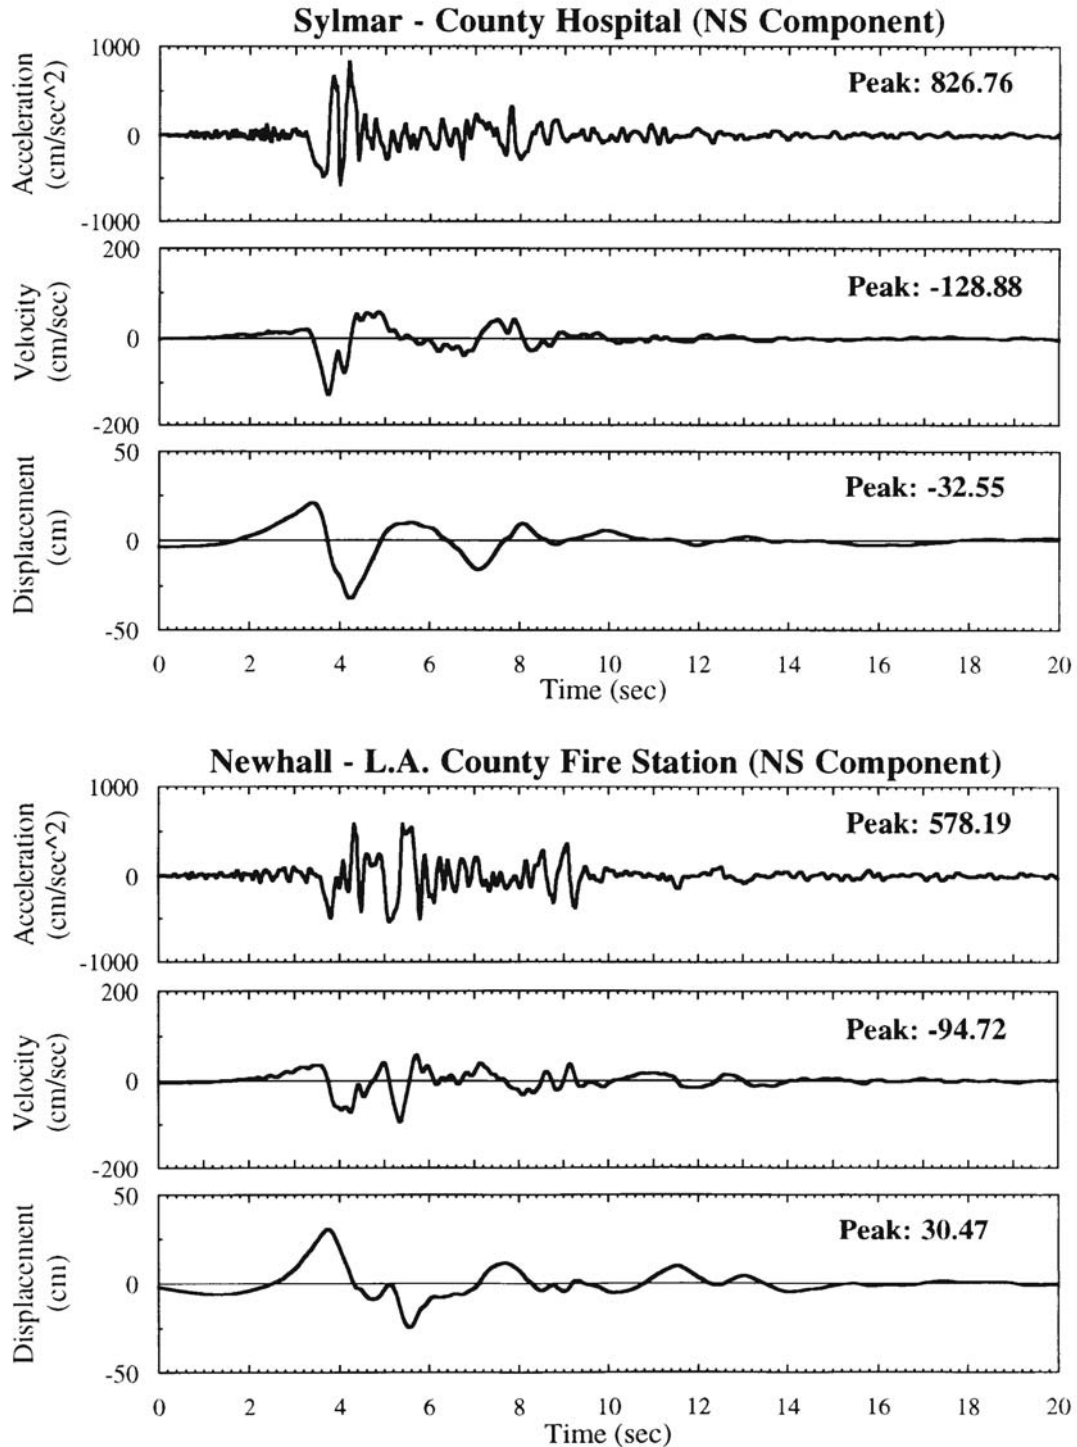 Sylmar - County Hospital (NS Component)
1000
Peak: 826.76
Acceleration
(cm/sec^2)
0
-1000
200
Peak: -128.88
Velocity
(cm/sec)
0
-200
50
Peak: -32.55
Displacement
(cm)
0
-50
0 2 4 6 8 10 12 14 16 18 20
Time (sec)
Newhall - L.A. County Fire Station (NS Component)
1000
Peak: 578.19
Acceleration
(cm/sec^2)
0
-1000
200
Peak: -94.72
Velocity
(cm/sec)
0
-200
50
Peak: 30.47
Displacement
(cm)
0
-50
0 2 4 6 8 10 12 14 16 18 20
Time (sec)